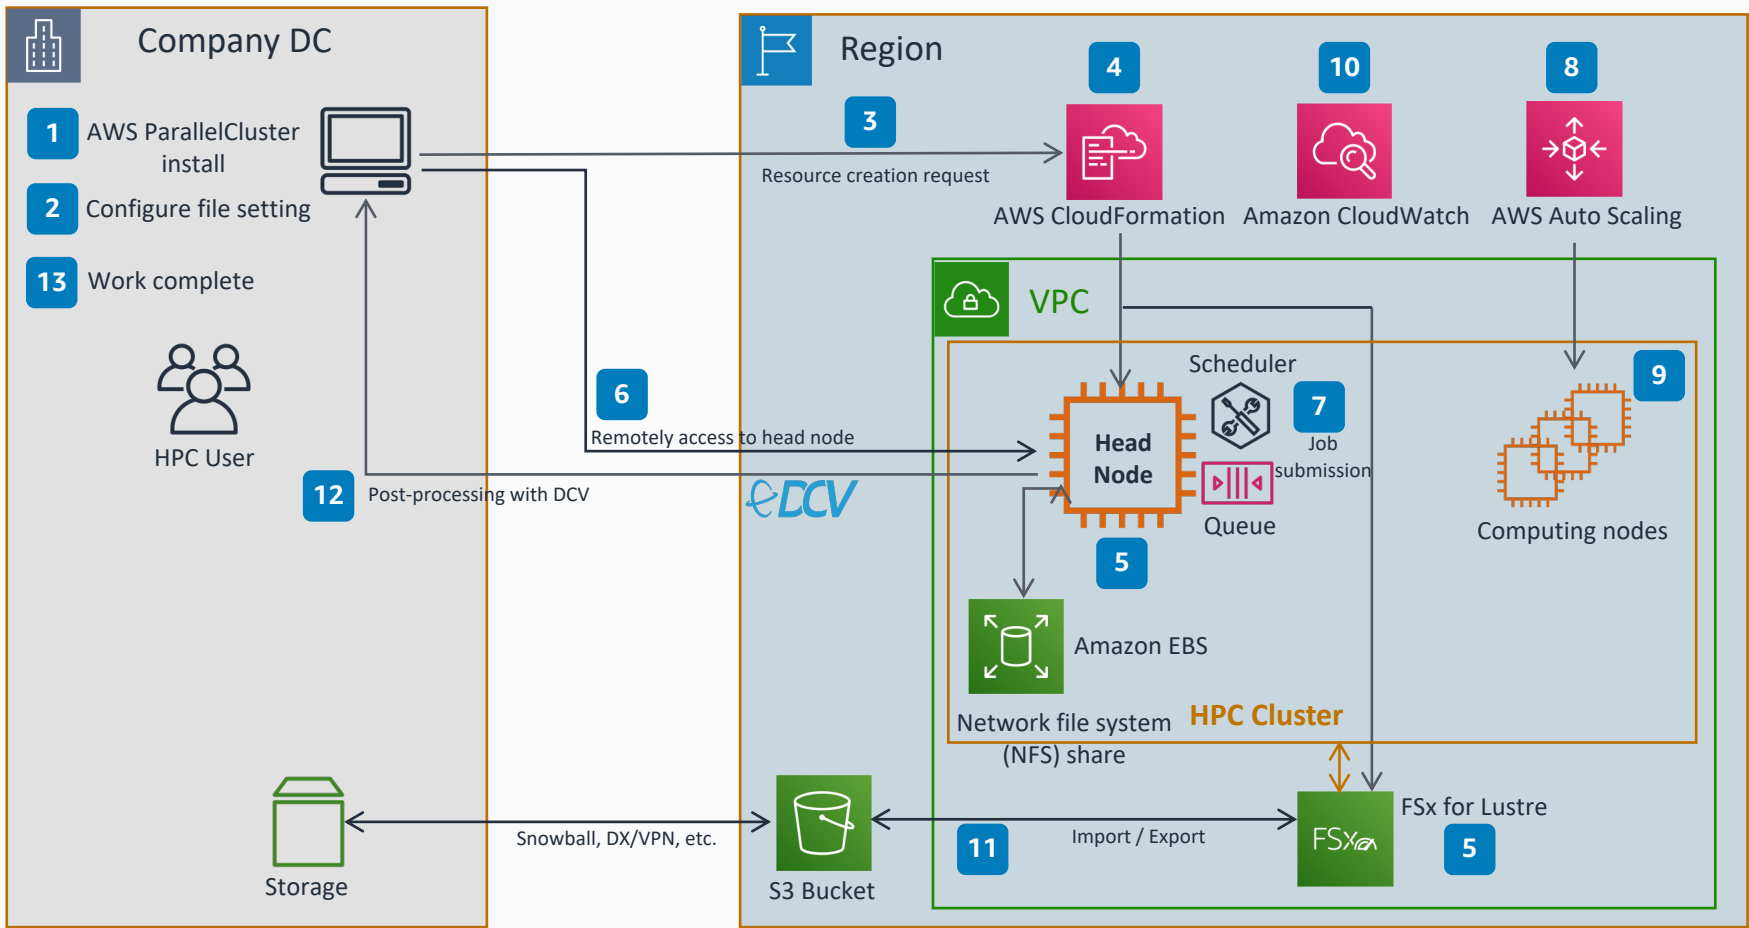 Company DC
1
AWS ParallelCluster
install
2
Configure file setting
13
Work complete
HPC User
Storage
Region
3
Resource creation request
4
AWS CloudFormation
10
Amazon CloudWatch
8
AWS Auto Scaling
VPC
6
Remotely access to head node
12
Post-processing with DCV
DCV
Head
Node
5
Scheduler
7
Job
submission
Queue
9
Computing nodes
Amazon EBS
Network file system
(NFS) share
HPC Cluster
Snowball, DX/VPN, etc.
S3 Bucket
11
Import / Export
FSx
FSx for Lustre
5